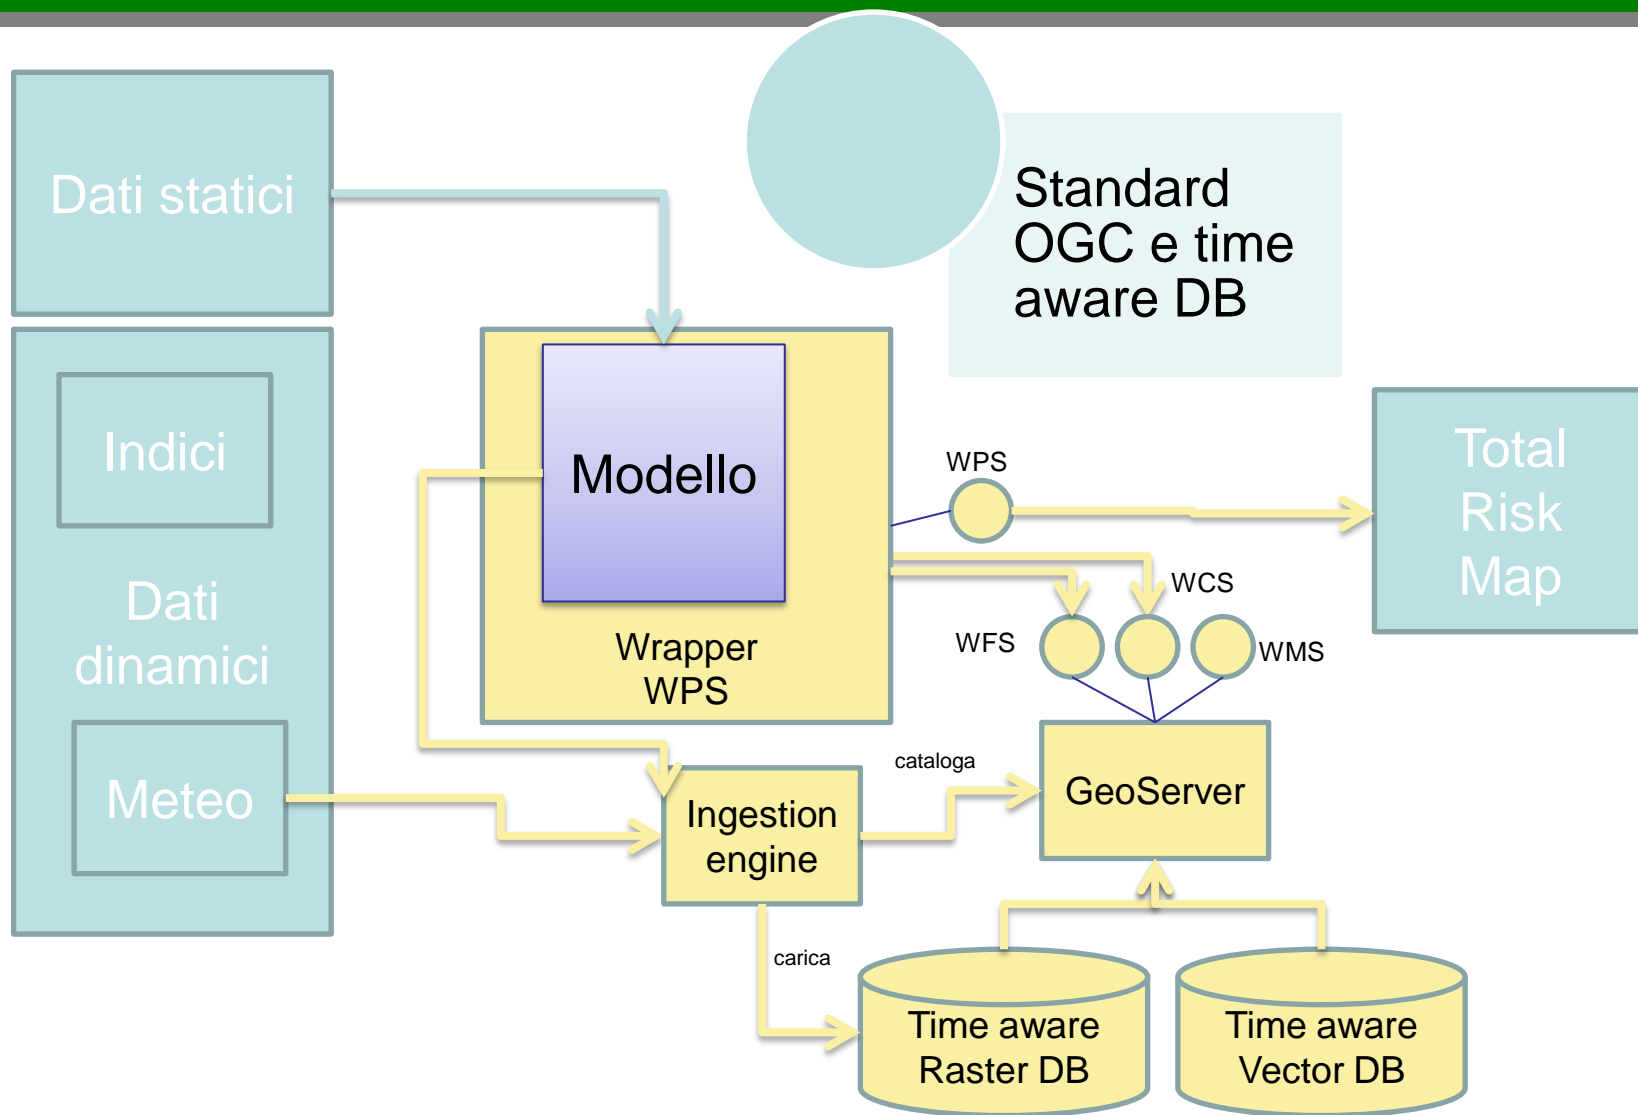 Dati statici
Standard
OGC e time
aware DB
Indici
Dati
dinamici
Meteo
Modello
Wrapper
WPS
WPS
WCS
WFS
WMS
Total
Risk
Map
cataloga
GeoServer
Ingestion
engine
carica
Time aware
Raster DB
Time aware
Vector DB